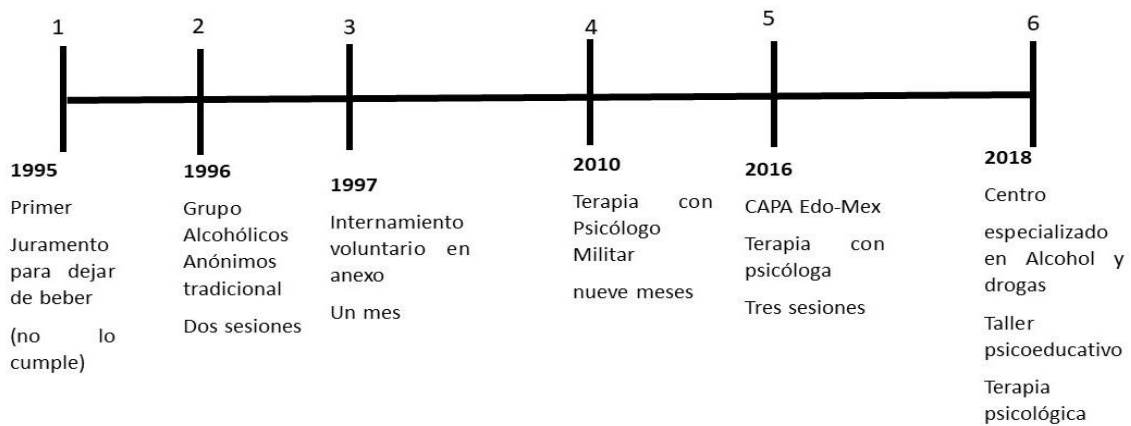 1
2
3
4
5
6
1995
Primer
Juramento
para dejar
de beber
(no lo
cumple)
1996
Grupo
Alcohólicos
Anónimos
tradicional
Dos sesiones
1997
Internamiento
voluntario en
anexo
Un mes
2010
Terapia con
Psicólogo
Militar
nueve meses
2016
CAPA Edo-Mex
Terapia con
psicóloga
Tres sesiones
2018
Centro
especializado
en Alcohol y
drogas
Taller
psicoeducativo
Terapia
psicológica